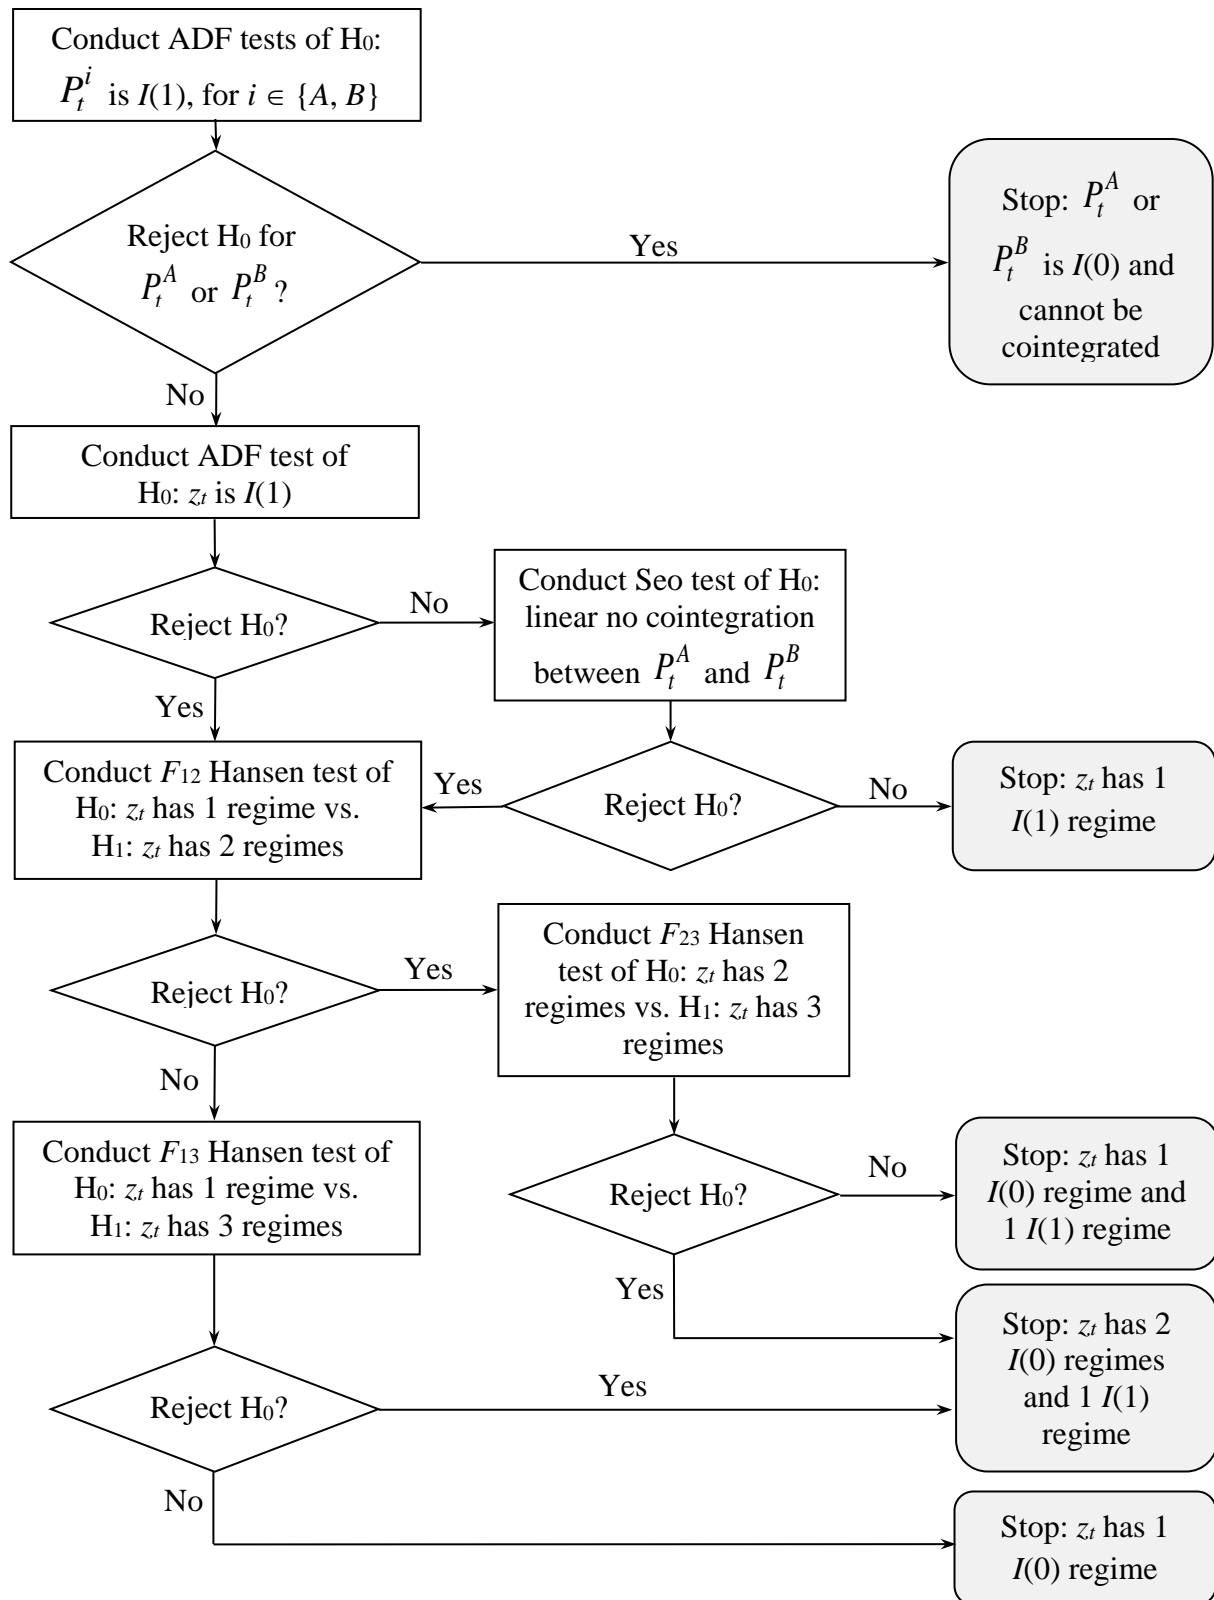 Conduct ADF tests of H0:
P_t^i is I(1), for i ∈ {A, B}
Reject H0 for
P_t^A or P_t^B ?
Yes
Stop: P_t^A or
P_t^B is I(0) and
cannot be
cointegrated
No
Conduct ADF test of
H0: zt is I(1)
Reject H0?
No
Conduct Seo test of H0:
linear no cointegration
between P_t^A and P_t^B
Yes
Conduct F12 Hansen test of
H0: zt has 1 regime vs.
H1: zt has 2 regimes
Yes
Reject H0?
No
Stop: zt has 1
I(1) regime
Reject H0?
Yes
Conduct F23 Hansen
test of H0: zt has 2
regimes vs. H1: zt has 3
regimes
No
Conduct F13 Hansen test of
H0: zt has 1 regime vs.
H1: zt has 3 regimes
Reject H0?
No
Stop: zt has 1
I(0) regime and
1 I(1) regime
Yes
Stop: zt has 2
I(0) regimes
and 1 I(1)
regime
Reject H0?
Yes
No
Stop: zt has 1
I(0) regime